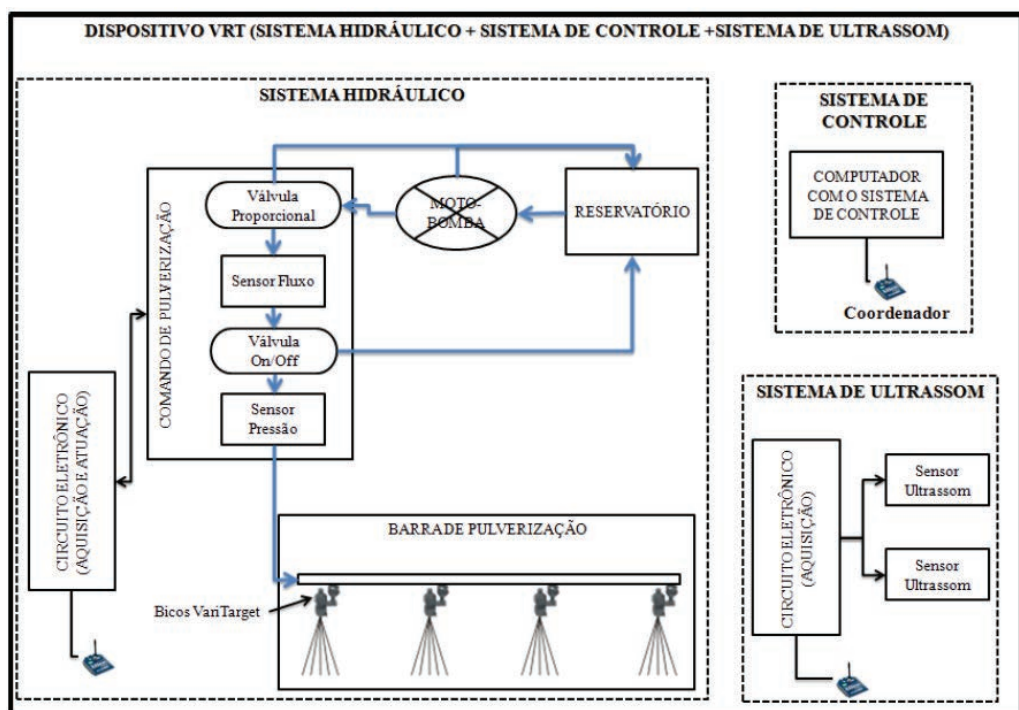 DISPOSITIVO VRT (SISTEMA HIDRÁULICO + SISTEMA DE CONTROLE +SISTEMA DE ULTRASSOM)
SISTEMA HIDRÁULICO
COMANDO DE PULVERIZAÇÃO
Válvula
Proporcional
MOTO-
BOMBA
RESERVATÓRIO
Sensor Fluxo
Válvula
On/Off
Sensor
Pressão
CIRCUITO ELETRÔNICO
(AQUISIÇÃO E ATUAÇÃO)
BARRA DE PULVERIZAÇÃO
Bicos VariTarget
SISTEMA DE
CONTROLE
COMPUTADOR
COM O SISTEMA
DE CONTROLE
Coordenador
SISTEMA DE ULTRASSOM
CIRCUITO ELETRÔNICO
(AQUISIÇÃO)
Sensor
Ultrassom
Sensor
Ultrassom